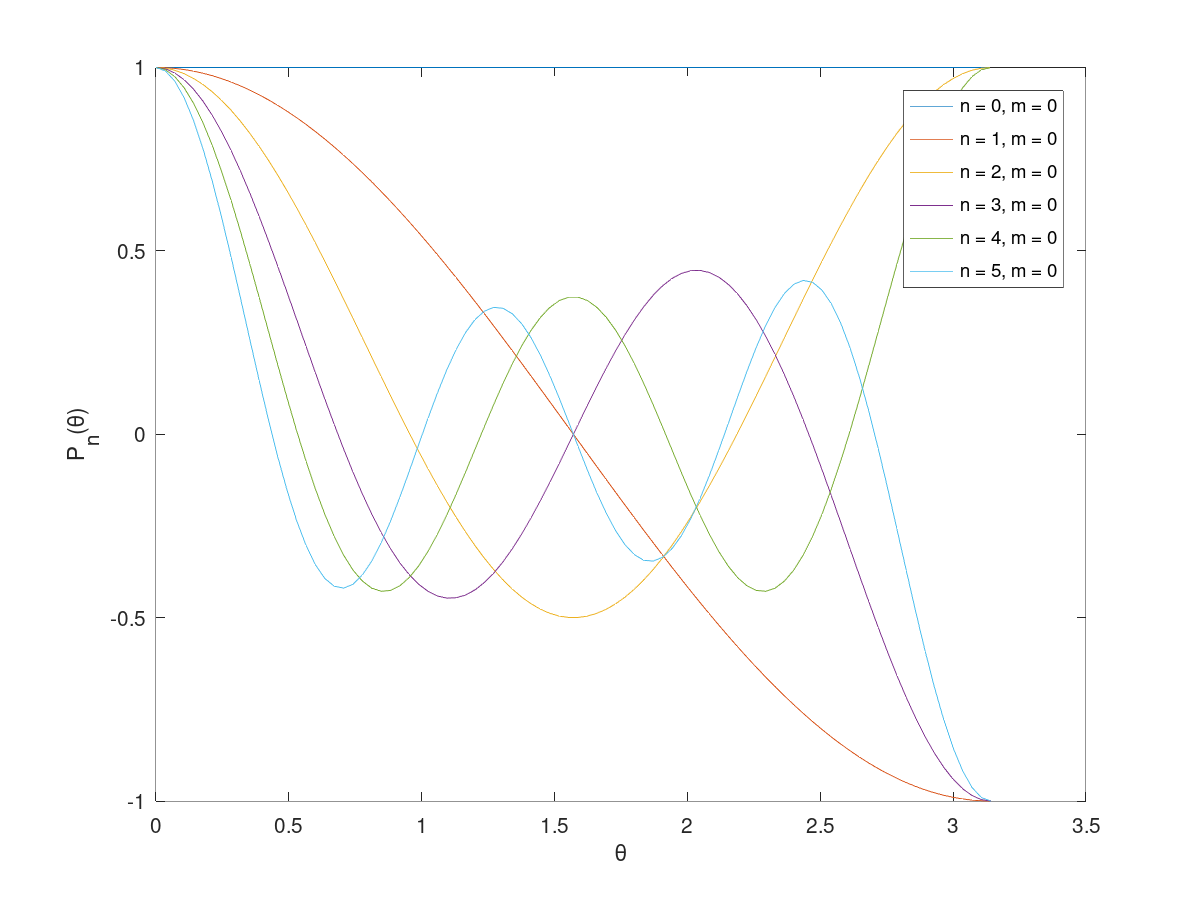 1
0.5
0
-0.5
-1
0
0.5
1
1.5
2
2.5
3
3.5
θ
Pn(θ)
n = 0, m = 0
n = 1, m = 0
n = 2, m = 0
n = 3, m = 0
n = 4, m = 0
n = 5, m = 0